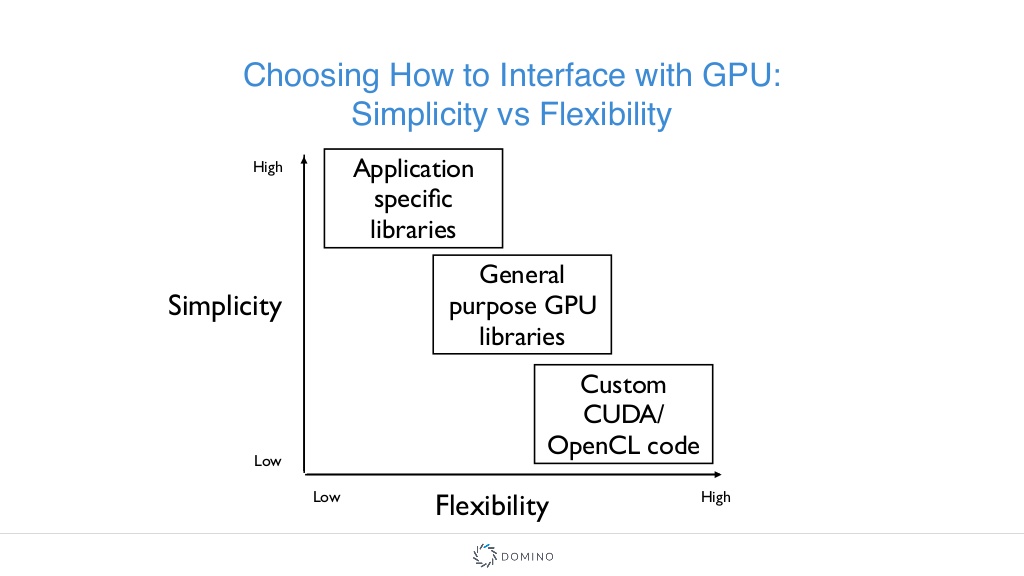 Choosing How to Interface with GPU:
Simplicity vs Flexibility
High
Application
specific
libraries
General
purpose GPU
libraries
Simplicity
Custom
CUDA/
OpenCL code
Low
Low
Flexibility
High
DOMINO